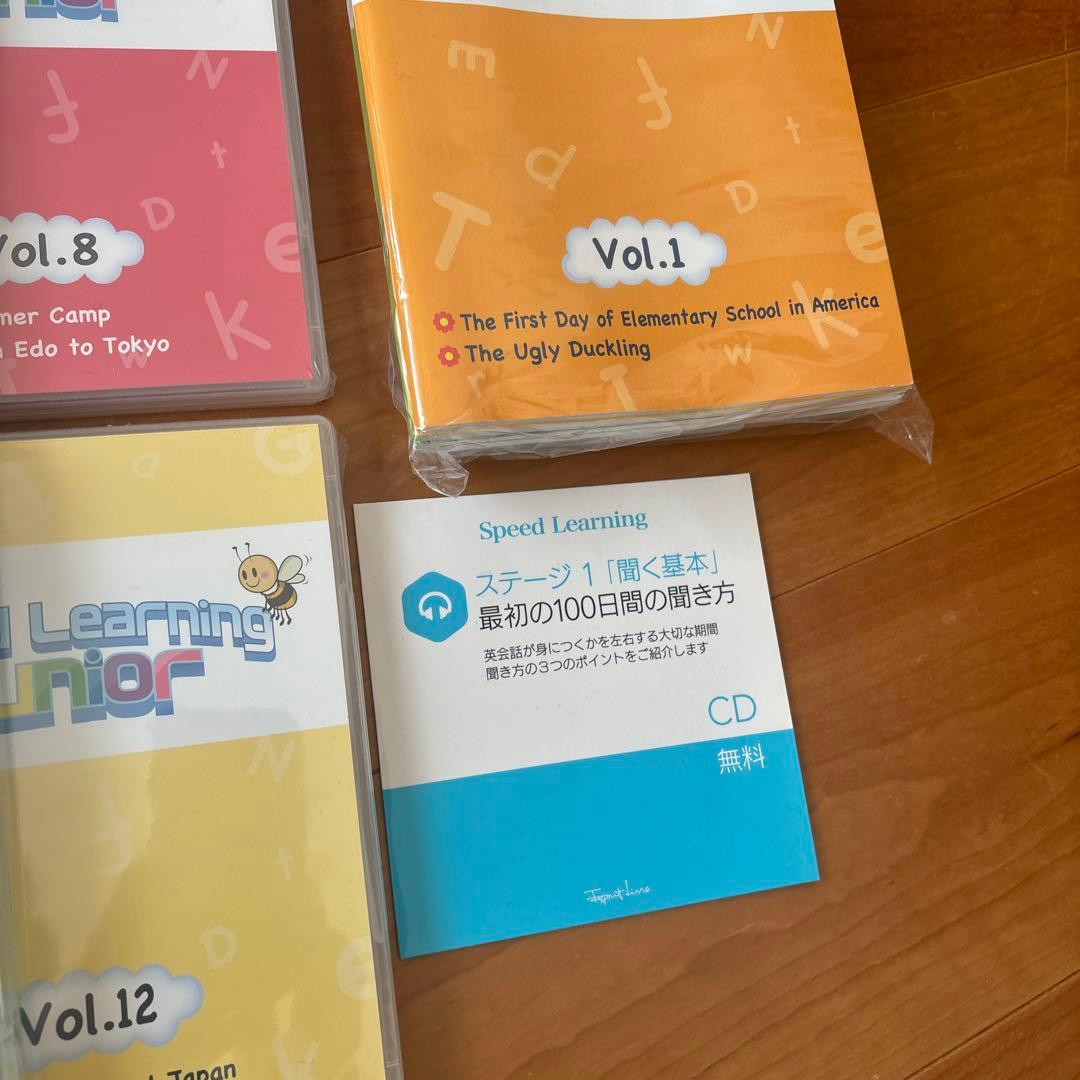 Vol.8
Camp
Edo to Tokyo
Vol.1
The First Day of Elementary School in America
The Ugly Duckling
Learning
Junior
Vol.12
Japan
Speed Learning
ステージ1「聞く基本」
最初の100日間の聞き方
英会話が身につくかを左右する大切な期間
聞き方の3つのポイントをご紹介します
CD
無料